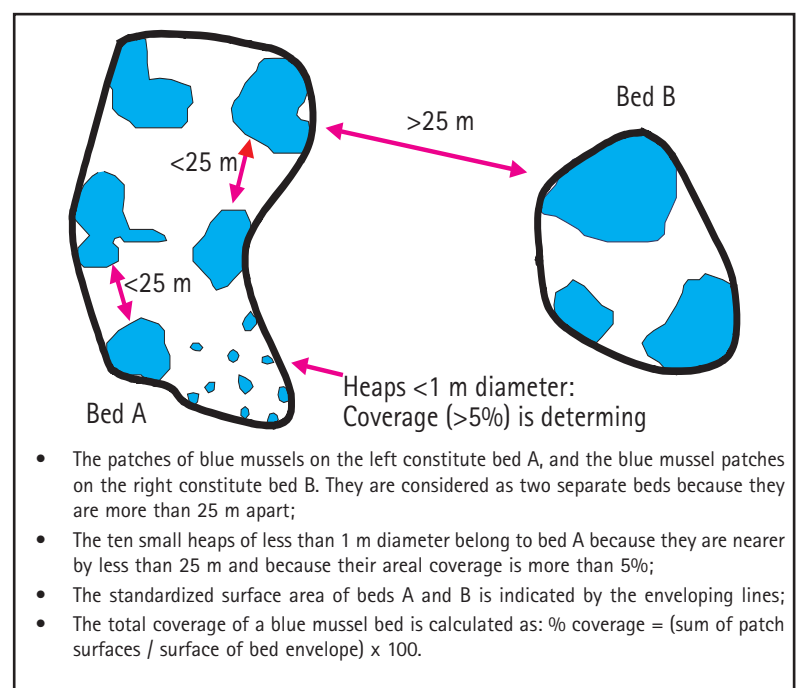 Bed B
>25 m
<25 m
<25 m
Heaps <1 m diameter:
Coverage (>5%) is determing
Bed A
• The patches of blue mussels on the left constitute bed A, and the blue mussel patches
on the right constitute bed B. They are considered as two separate beds because they
are more than 25 m apart;
• The ten small heaps of less than 1 m diameter belong to bed A because they are nearer
by less than 25 m and because their areal coverage is more than 5%;
• The standardized surface area of beds A and B is indicated by the enveloping lines;
• The total coverage of a blue mussel bed is calculated as: % coverage = (sum of patch
surfaces / surface of bed envelope) x 100.